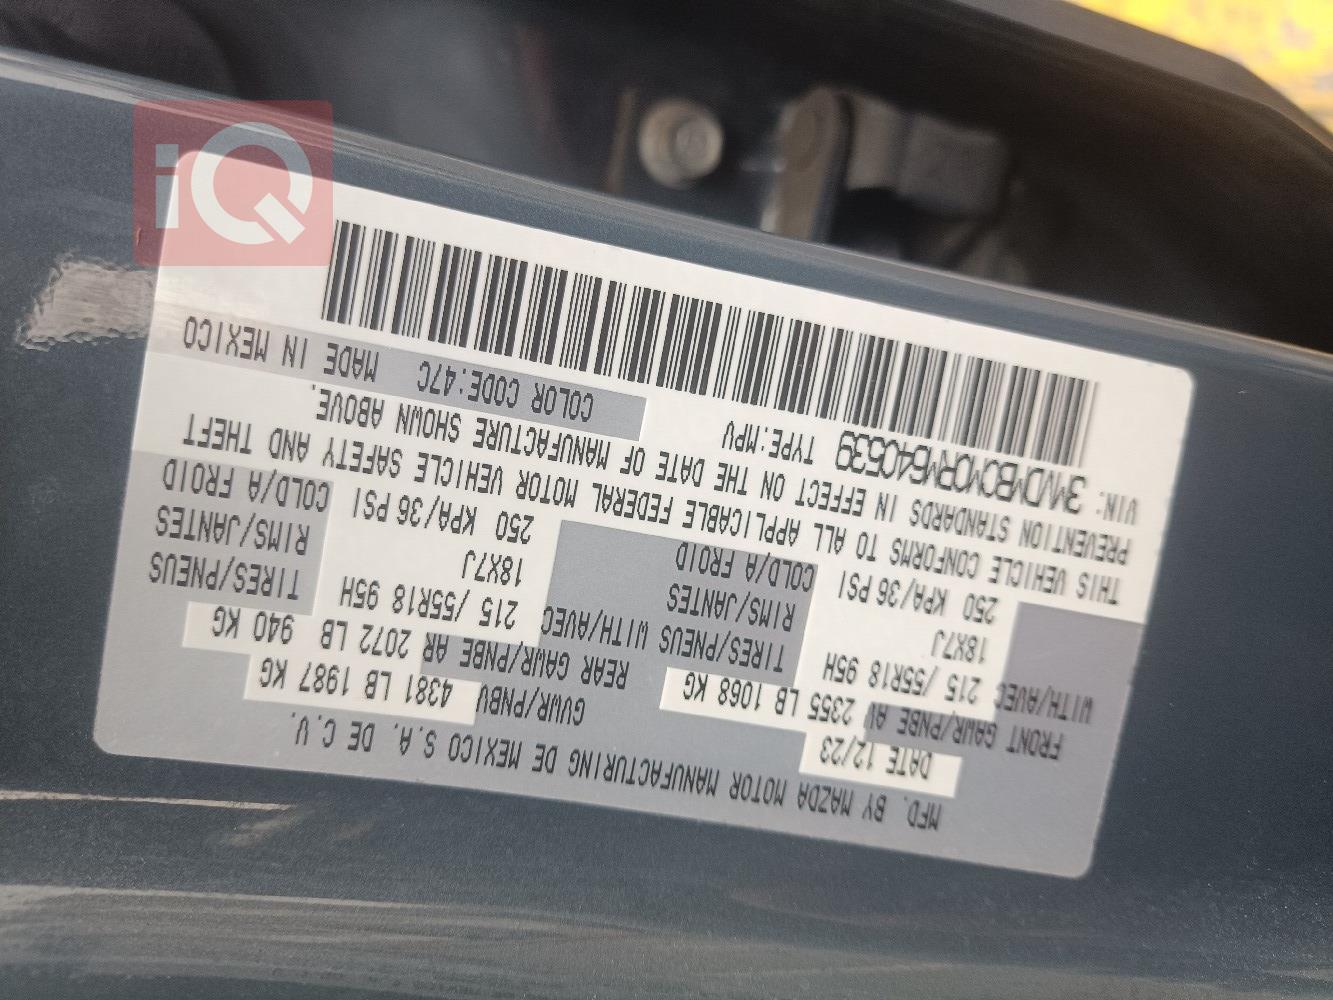 MFD. BY MAZDA MOTOR MANUFACTURING DE MEXICO S.A. DE C.V.
DATE 12/23 GVWR/PNBV 4381 LB 1987 KG
FRONT GAWR/PNBE AV 2355 LB 1068 KG REAR GAWR/PNBE AR 2072 LB 940 KG
WITH/AVEC 215 /55R18 95H TIRES/PNEUS WITH/AVEC 215 /55R18 95H TIRES/PNEUS
18X7J RIMS/JANTES 18X7J RIMS/JANTES
250 KPA/36 PSI COLD/A FROID 250 KPA/36 PSI COLD/A FROID
THIS VEHICLE CONFORMS TO ALL APPLICABLE FEDERAL MOTOR VEHICLE SAFETY AND THEFT
PREVENTION STANDARDS IN EFFECT ON THE DATE OF MANUFACTURE SHOWN ABOVE.
VIN: 3MVDMBCM0RM640539 TYPE:MPV COLOR CODE:47C MADE IN MEXICO
iQ